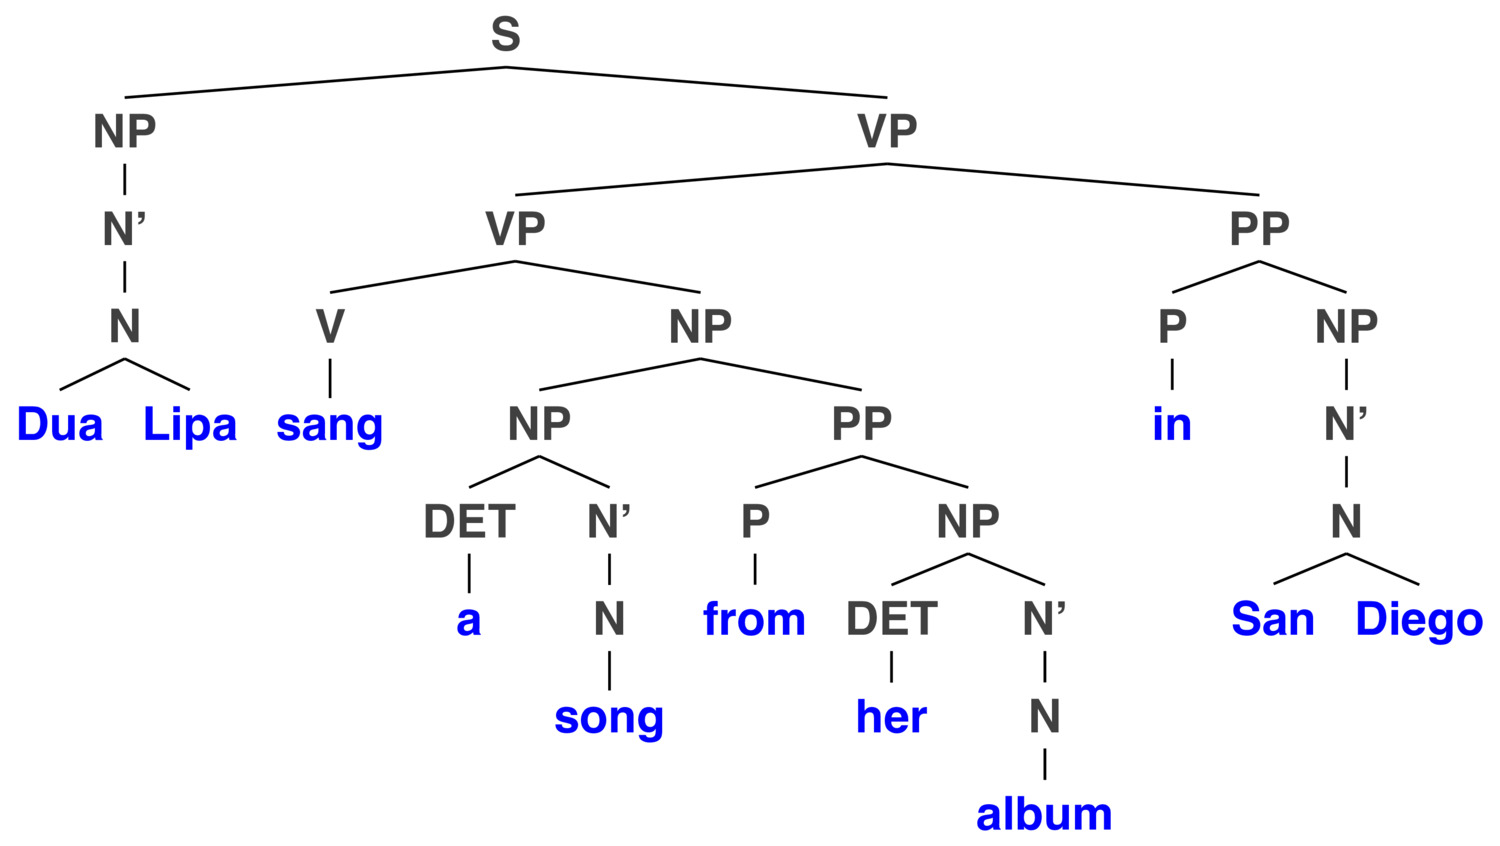 S
NP VP
N’ VP PP
N V NP P NP
Dua Lipa sang NP PP in N’
DET N’ P NP N
a N from DET N’ San Diego
song her N
album